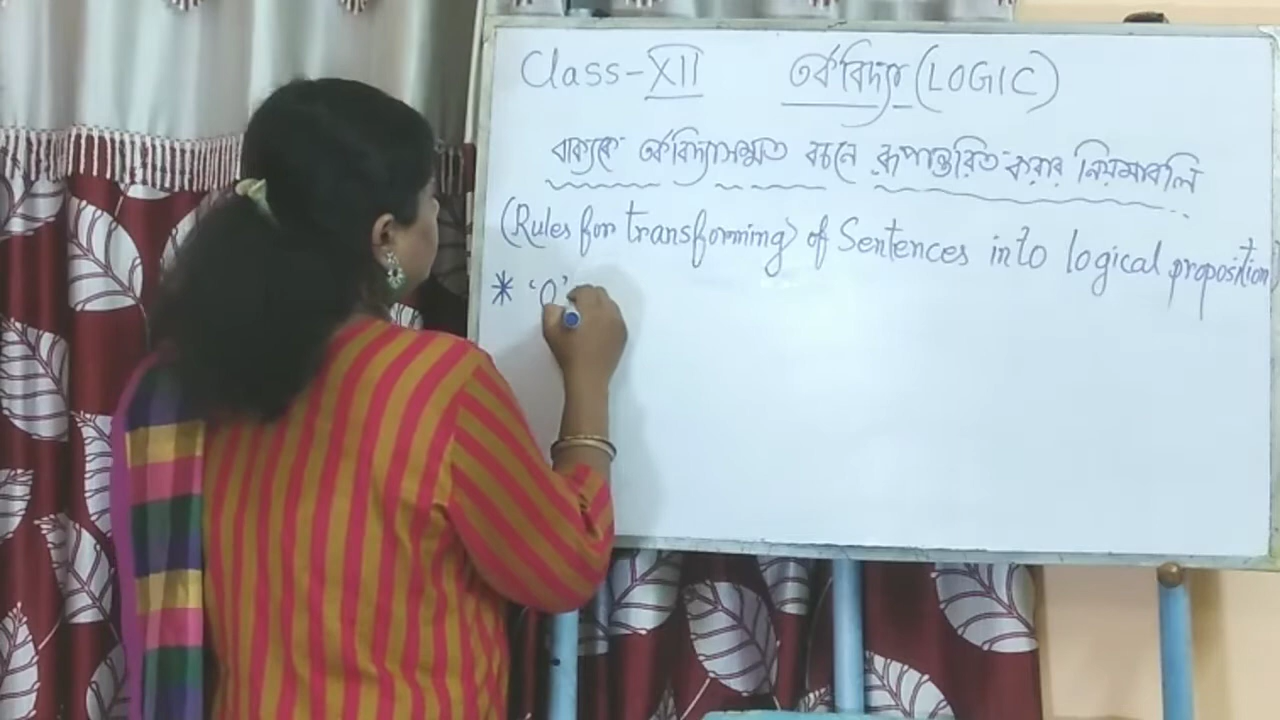 Class-XII তর্কবিদ্যা (LOGIC)
বাক্যকে তর্কবিদ্যাসম্মত বচনে রূপান্তরিত করার নিয়মাবলি
(Rules for transforming) of Sentences into logical proposition
* 'O'